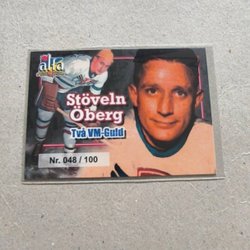 alfa
Stöveln
Öberg
Två VM-Guld
Nr. 048 / 100